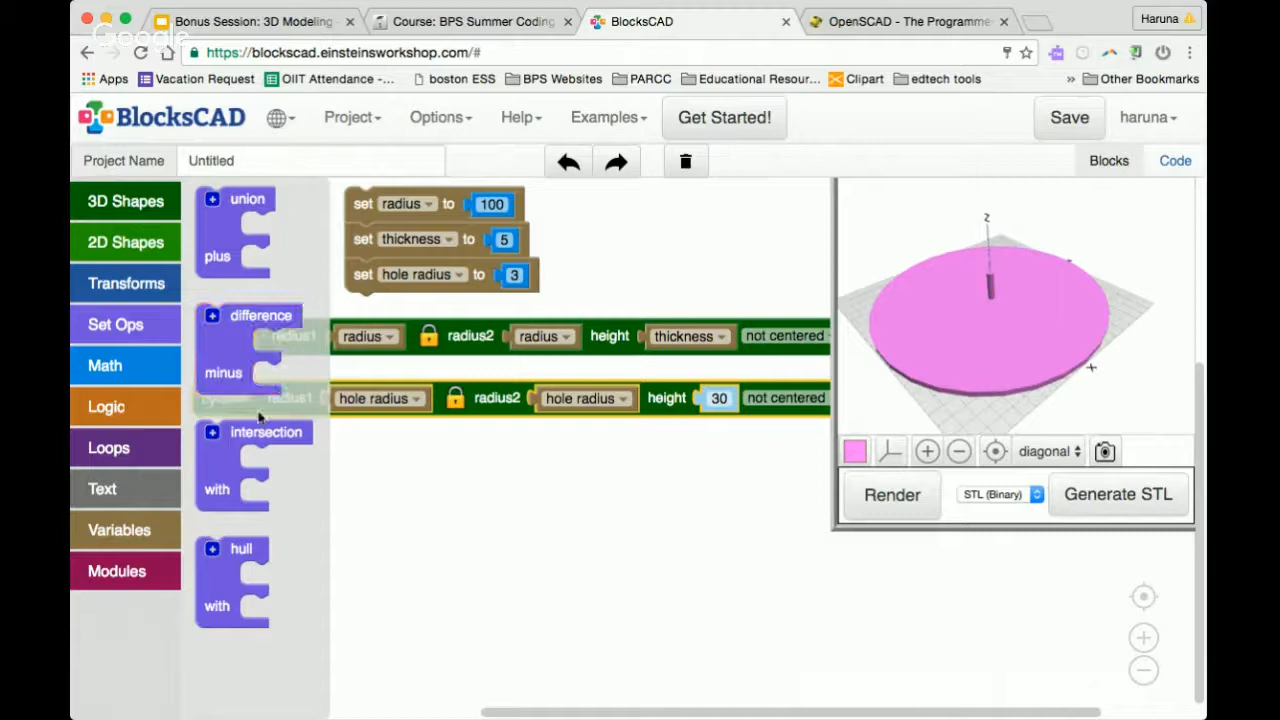 Bonus Session: 3D Modeling
Course: BPS Summer Coding
BlocksCAD
OpenSCAD - The Programme
Haruna
Google
https://blockscad.einsteinsworkshop.com/#
Apps
Vacation Request
OIIT Attendance -...
boston ESS
BPS Websites
PARCC
Educational Resour...
Clipart
edtech tools
»
Other Bookmarks
BlocksCAD
Project
Options
Help
Examples
Get Started!
Save
haruna
Project Name
Untitled
Blocks
Code
3D Shapes
2D Shapes
Transforms
Set Ops
Math
Logic
Loops
Text
Variables
Modules
+ union
plus
+ difference
minus
+ intersection
with
+ hull
with
set radius to 100
set thickness to 5
set hole radius to 3
radius1 radius radius2 radius height thickness not centered
radius1 hole radius radius2 hole radius height 30 not centered
Z
diagonal
Render
STL (Binary)
Generate STL